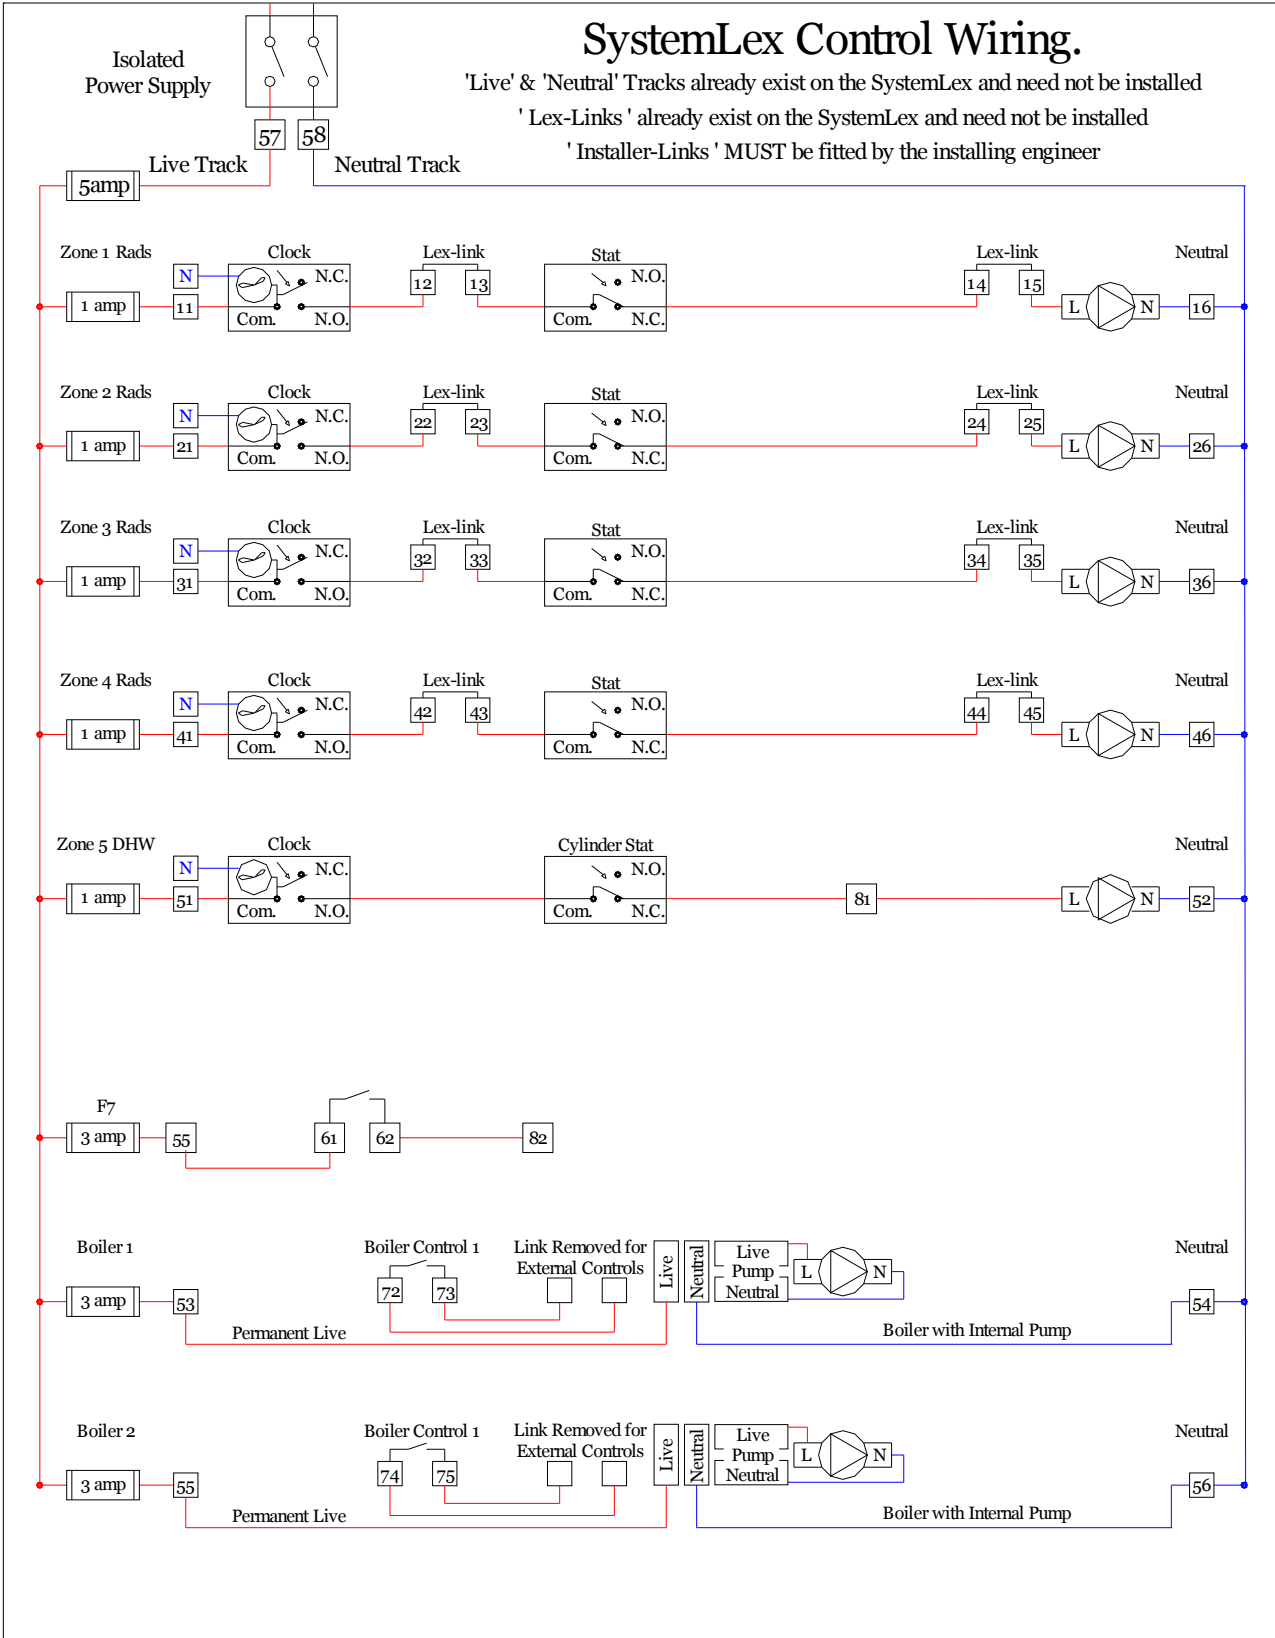 SystemLex Control Wiring.
'Live' & 'Neutral' Tracks already exist on the SystemLex and need not be installed
' Lex-Links ' already exist on the SystemLex and need not be installed
' Installer-Links ' MUST be fitted by the installing engineer
Isolated
Power Supply
57 58
Live Track Neutral Track
5amp
Zone 1 Rads Clock Lex-link Stat Lex-link Neutral
N N.C. 12 13 N.O. 14 15
1 amp 11 Com. N.O. Com. N.C. L N 16
Zone 2 Rads Clock Lex-link Stat Lex-link Neutral
N N.C. 22 23 N.O. 24 25
1 amp 21 Com. N.O. Com. N.C. L N 26
Zone 3 Rads Clock Lex-link Stat Lex-link Neutral
N N.C. 32 33 N.O. 34 35
1 amp 31 Com. N.O. Com. N.C. L N 36
Zone 4 Rads Clock Lex-link Stat Lex-link Neutral
N N.C. 42 43 N.O. 44 45
1 amp 41 Com. N.O. Com. N.C. L N 46
Zone 5 DHW Clock Cylinder Stat Neutral
N N.C. N.O.
1 amp 51 Com. N.O. Com. N.C. 81 L N 52
F7
3 amp 55 61 62 82
Boiler 1 Boiler Control 1 Link Removed for Neutral
External Controls
Live Neutral Live
Pump L N
72 73 Neutral
3 amp 53 54
Permanent Live Boiler with Internal Pump
Boiler 2 Boiler Control 1 Link Removed for Neutral
External Controls
Live Neutral Live
Pump L N
74 75 Neutral
3 amp 55 56
Permanent Live Boiler with Internal Pump